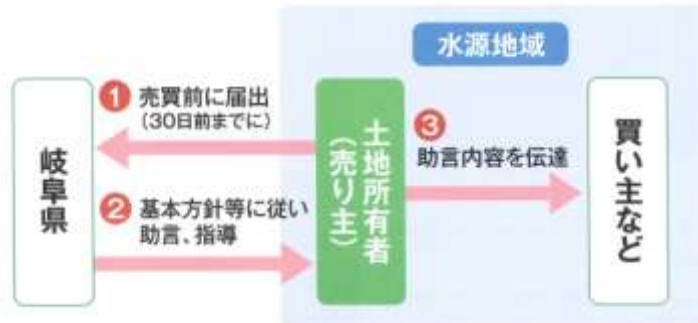 水源地域
岐阜県
1 売買前に届出
(30日前までに)
2 基本方針等に従い
助言、指導
土地所有者
(売り主)
3
助言内容を伝達
買い主など